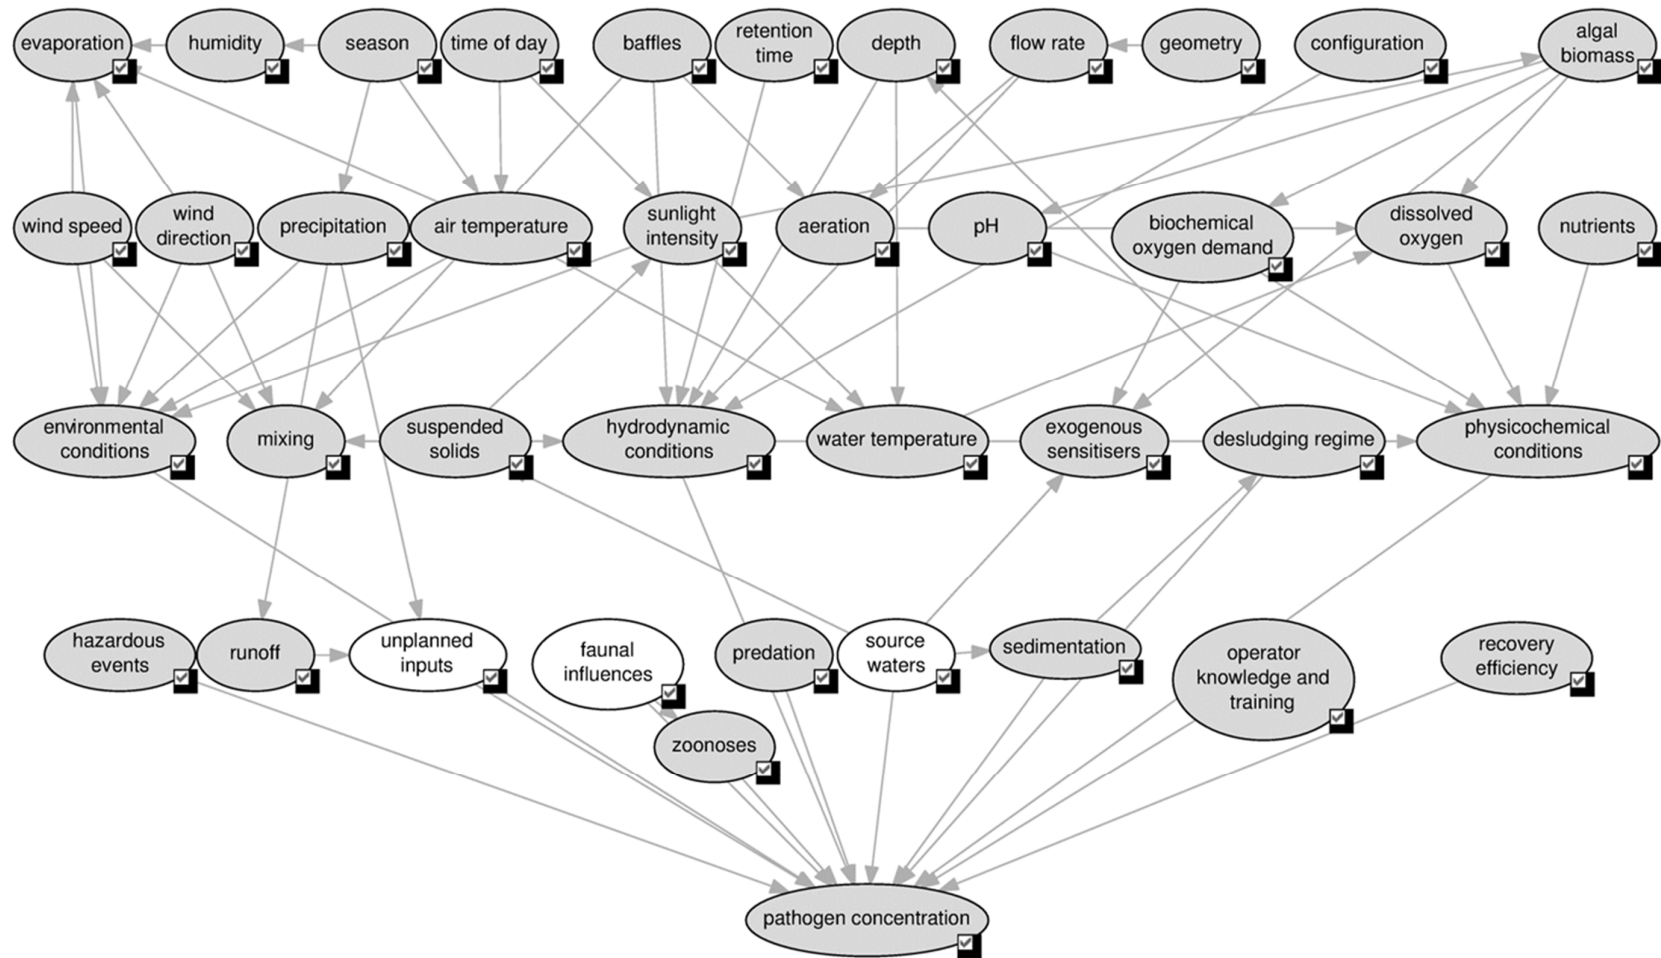 evaporation
humidity
season
time of day
baffles
retention
time
depth
flow rate
geometry
configuration
algal
biomass
wind speed
wind
direction
precipitation
air temperature
sunlight
intensity
aeration
pH
biochemical
oxygen demand
dissolved
oxygen
nutrients
environmental
conditions
mixing
suspended
solids
hydrodynamic
conditions
water temperature
exogenous
sensitisers
desludging regime
physicochemical
conditions
hazardous
events
runoff
unplanned
inputs
faunal
influences
predation
source
waters
sedimentation
operator
knowledge and
training
recovery
efficiency
zoonoses
pathogen concentration